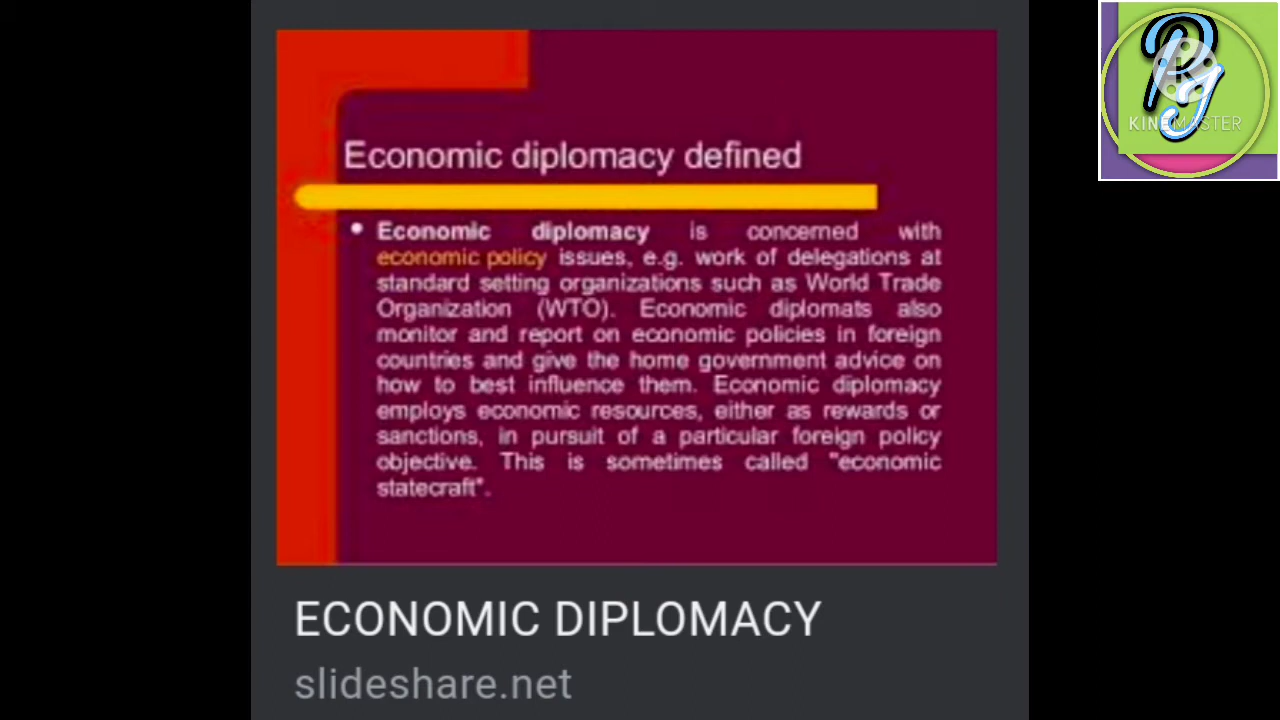 Economic diplomacy defined
• Economic diplomacy is concerned with
economic policy issues, e.g. work of delegations at
standard setting organizations such as World Trade
Organization (WTO). Economic diplomats also
monitor and report on economic policies in foreign
countries and give the home government advice on
how to best influence them. Economic diplomacy
employs economic resources, either as rewards or
sanctions, in pursuit of a particular foreign policy
objective. This is sometimes called "economic
statecraft".
ECONOMIC DIPLOMACY
slideshare.net
Pg
K
KINEMASTER